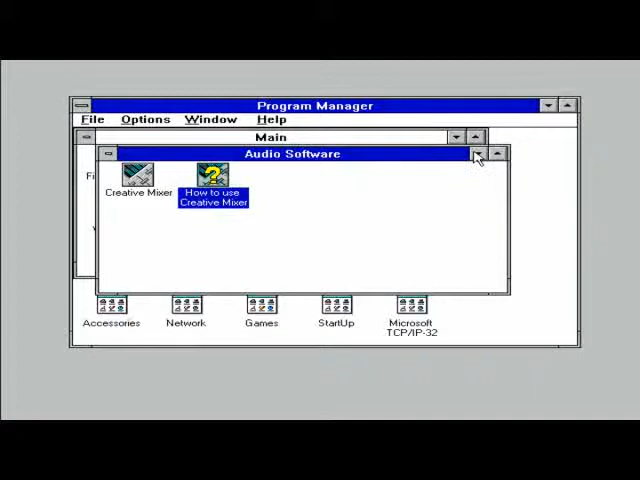 Program Manager
File Options Window Help
Main
Audio Software
Fi
Creative Mixer
How to use
Creative Mixer
Accessories
Network
Games
StartUp
Microsoft
TCP/IP-32